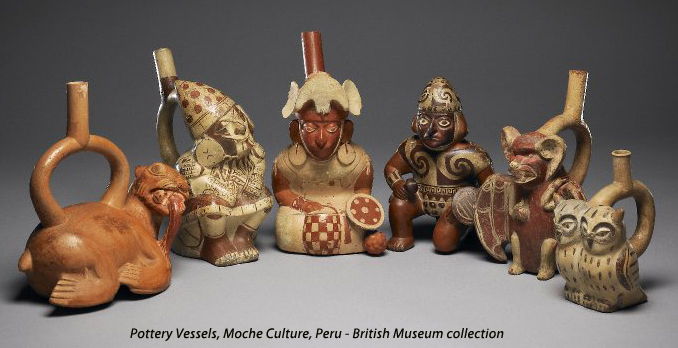 Pottery Vessels, Moche Culture, Peru - British Museum collection